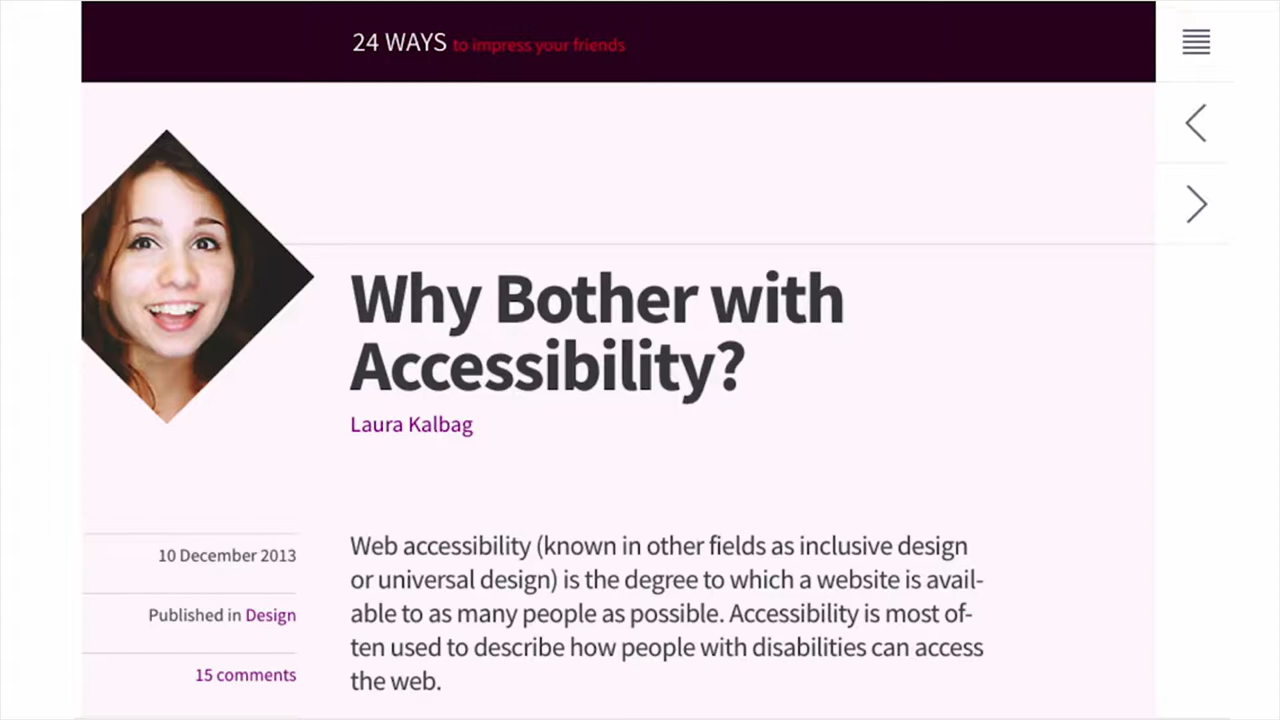 24 WAYS to impress your friends
Why Bother with
Accessibility?
Laura Kalbag
10 December 2013
Published in Design
15 comments
Web accessibility (known in other fields as inclusive design
or universal design) is the degree to which a website is avail-
able to as many people as possible. Accessibility is most of-
ten used to describe how people with disabilities can access
the web.